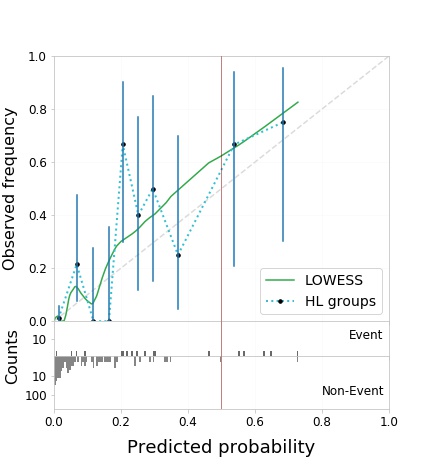 1.0
0.8
0.6
0.4
0.2
0.0
Observed frequency
LOWESS
HL groups
10
10
100
Counts
Event
Non-Event
0.0 0.2 0.4 0.6 0.8 1.0
Predicted probability